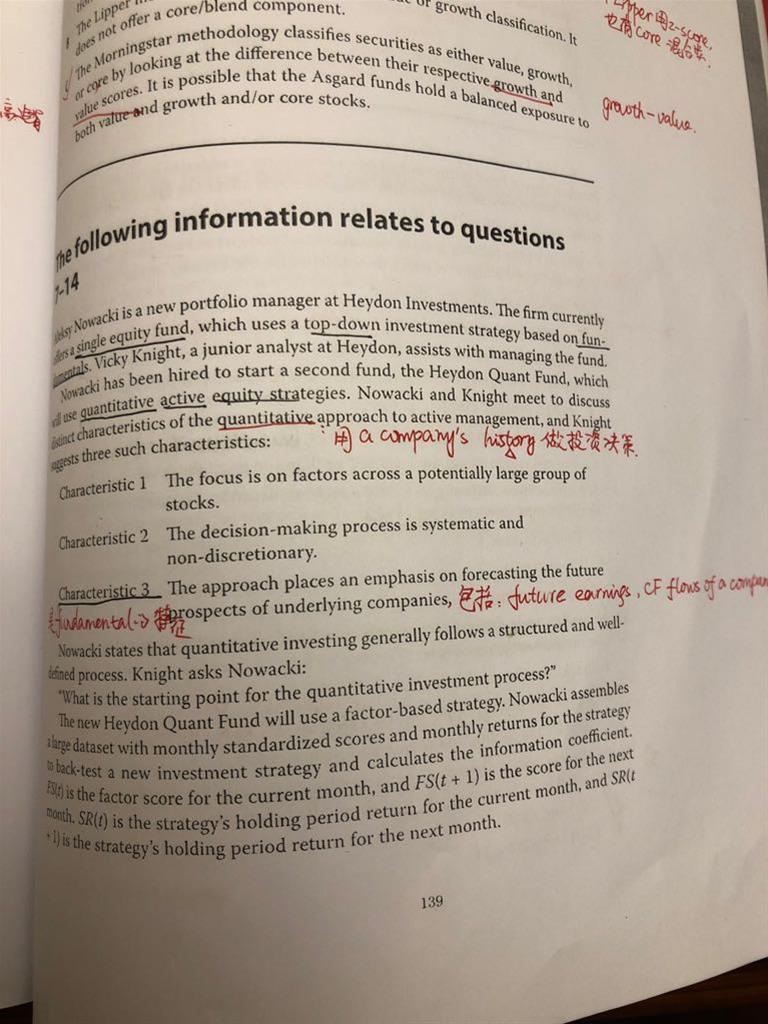 or growth classification. It
The Lipper
does not offer a core/blend component.
The Morningstar methodology classifies securities as either value, growth,
or core by looking at the difference between their respective growth and
value scores. It is possible that the Asgard funds hold a balanced exposure to
both value and growth and/or core stocks.
Lipper用z-score,
也有core
growth-value.
The following information relates to questions
7-14
Aleksy Nowacki is a new portfolio manager at Heydon Investments. The firm currently
offers a single equity fund, which uses a top-down investment strategy based on fun-
damentals. Vicky Knight, a junior analyst at Heydon, assists with managing the fund.
Nowacki has been hired to start a second fund, the Heydon Quant Fund, which
will use quantitative active equity strategies. Nowacki and Knight meet to discuss
distinct characteristics of the quantitative approach to active management, and Knight
suggests three such characteristics:
用 a company's history 做投资决策.
Characteristic 1 The focus is on factors across a potentially large group of
stocks.
Characteristic 2 The decision-making process is systematic and
non-discretionary.
Characteristic 3 The approach places an emphasis on forecasting the future
prospects of underlying companies, 包括: future earnings, CF flows of a compan
是fundamental 特征
Nowacki states that quantitative investing generally follows a structured and well-
defined process. Knight asks Nowacki:
"What is the starting point for the quantitative investment process?"
The new Heydon Quant Fund will use a factor-based strategy. Nowacki assembles
a large dataset with monthly standardized scores and monthly returns for the strategy
to back-test a new investment strategy and calculates the information coefficient.
FS(t) is the factor score for the current month, and FS(t + 1) is the score for the next
month. SR(t) is the strategy's holding period return for the current month, and SR(t
+ 1) is the strategy's holding period return for the next month.
139